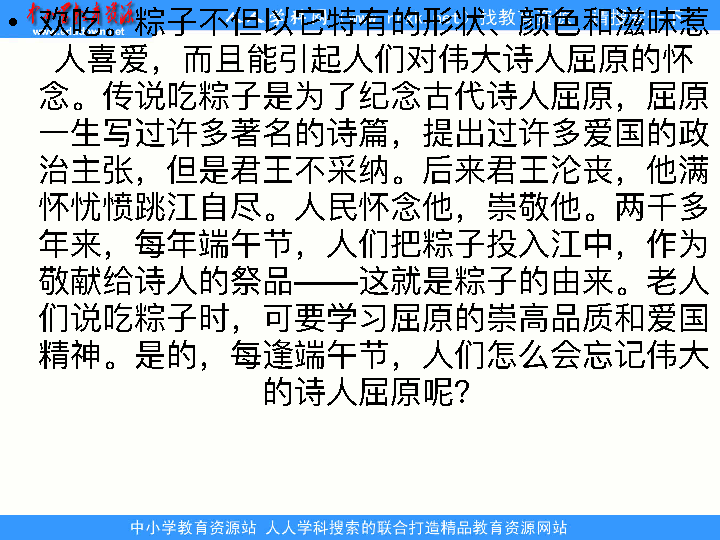 •欢吃。粽子不但以它特有的形状、颜色和滋味惹
人喜爱，而且能引起人们对伟大诗人屈原的怀
念。传说吃粽子是为了纪念古代诗人屈原，屈原
一生写过许多著名的诗篇，提出过许多爱国的政
治主张，但是君王不采纳。后来君王沦丧，他满
怀忧愤跳江自尽。人民怀念他，崇敬他。两千多
年来，每年端午节，人们把粽子投入江中，作为
敬献给诗人的祭品——这就是粽子的由来。老人
们说吃粽子时，可要学习屈原的崇高品质和爱国
精神。是的，每逢端午节，人们怎么会忘记伟大
的诗人屈原呢?
中小学教育资源站 人人学科搜索的联合打造精品教育资源网站